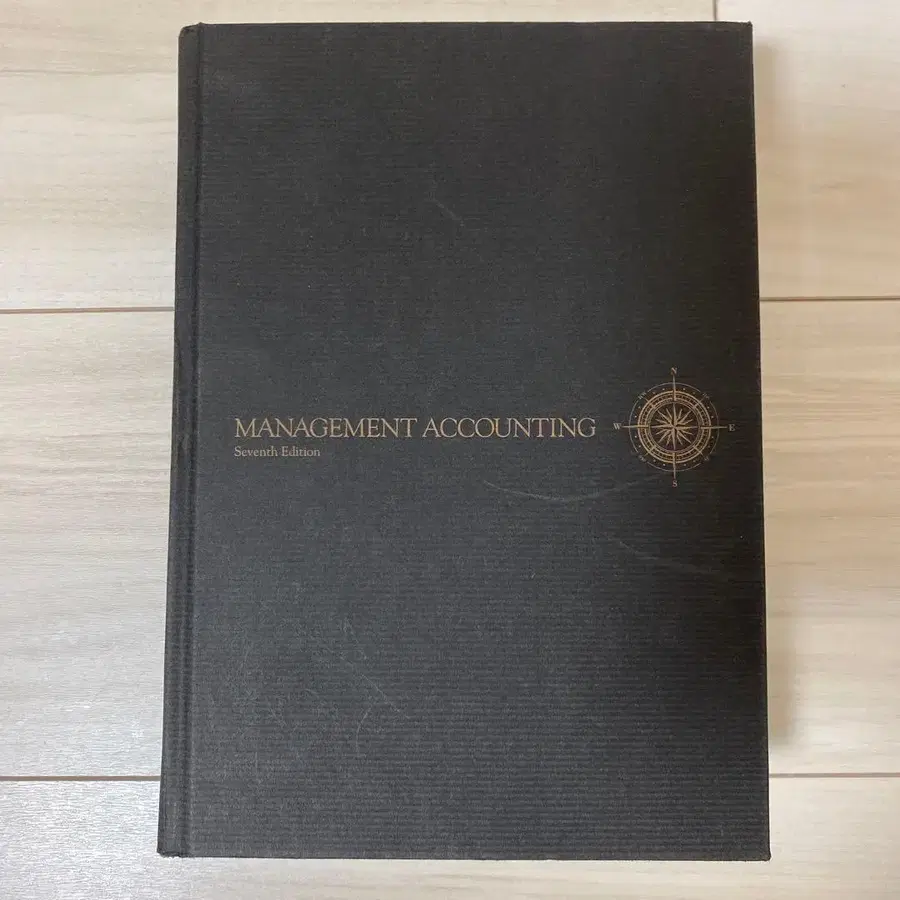 MANAGEMENT ACCOUNTING
Seventh Edition
N
W E
S